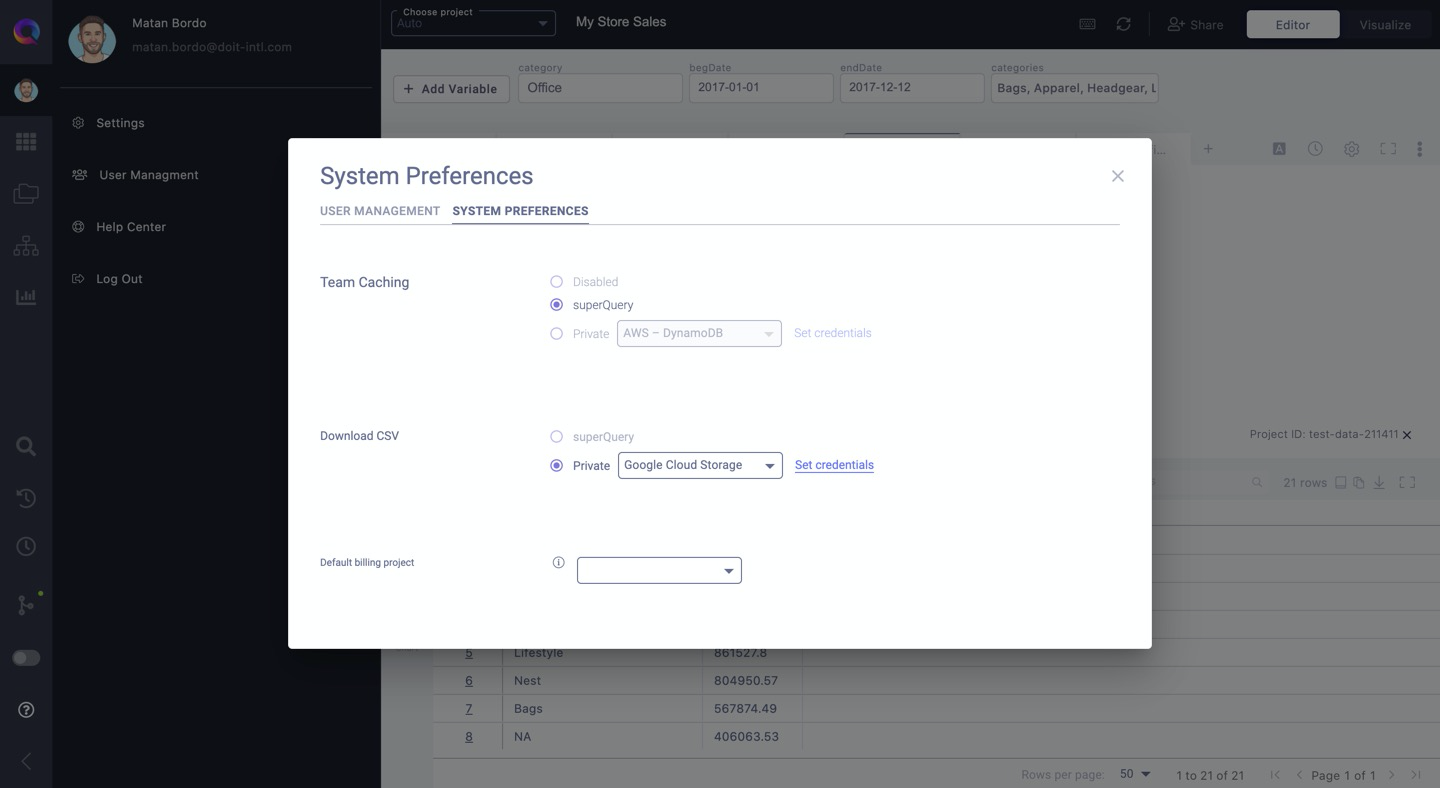 Matan Bordo
matan.bordo@doit-intl.com
Settings
User Managment
Help Center
Log Out
Choose project
Auto
My Store Sales
Share
Editor
Visualize
+ Add Variable
category
Office
begDate
2017-01-01
endDate
2017-12-12
categories
Bags, Apparel, Headgear, L
System Preferences
USER MANAGEMENT SYSTEM PREFERENCES
Team Caching
Disabled
superQuery
Private AWS – DynamoDB Set credentials
Download CSV
superQuery
Private Google Cloud Storage Set credentials
Default billing project
Project ID: test-data-211411
21 rows
5 Lifestyle 861527.8
6 Nest 804950.57
7 Bags 567874.49
8 NA 406063.53
Rows per page: 50 1 to 21 of 21 Page 1 of 1